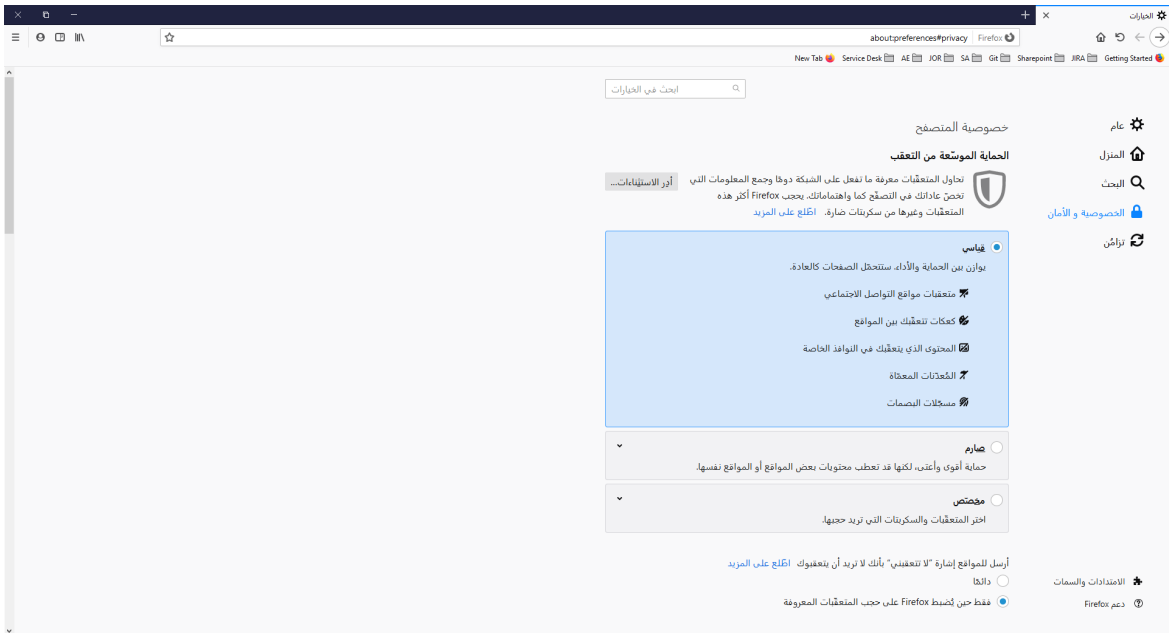 الخيارات
Firefox about:preferences#privacy
Getting Started JIRA Sharepoint Git SA JOR AE Service Desk New Tab
ابحث في الخيارات
عام
المنزل
البحث
الخصوصية و الأمان
تزامُن
خصوصية المتصفح
الحماية الموسّعة من التعقب
تحاول المتعقّبات معرفة ما تفعل على الشبكة دومًا وجمع المعلومات التي
تخصّ عاداتك في التصفّح كما واهتماماتك. يحجب Firefox أكثر هذه
المتعقّبات وغيرها من سكربتات ضارة. اطّلع على المزيد
أدِر الاستثناءات...
قياسي
يوازن بين الحماية والأداء. ستتحمّل الصفحات كالعادة.
متعقبات مواقع التواصل الاجتماعي
كعكات تتعقّبك بين المواقع
المحتوى الذي يتعقّبك في النوافذ الخاصة
المُعدّنات المعمّاة
مسجّلات البصمات
صارم
حماية أقوى وأعتى، لكنها قد تعطب محتويات بعض المواقع أو المواقع نفسها.
مخصّص
اختر المتعقّبات والسكربتات التي تريد حجبها.
أرسل للمواقع إشارة ”لا تتعقبني“ بأنك لا تريد أن يتعقبوك اطّلع على المزيد
دائمًا
فقط حين يُضبط Firefox على حجب المتعقّبات المعروفة
الامتدادات والسمات
دعم Firefox